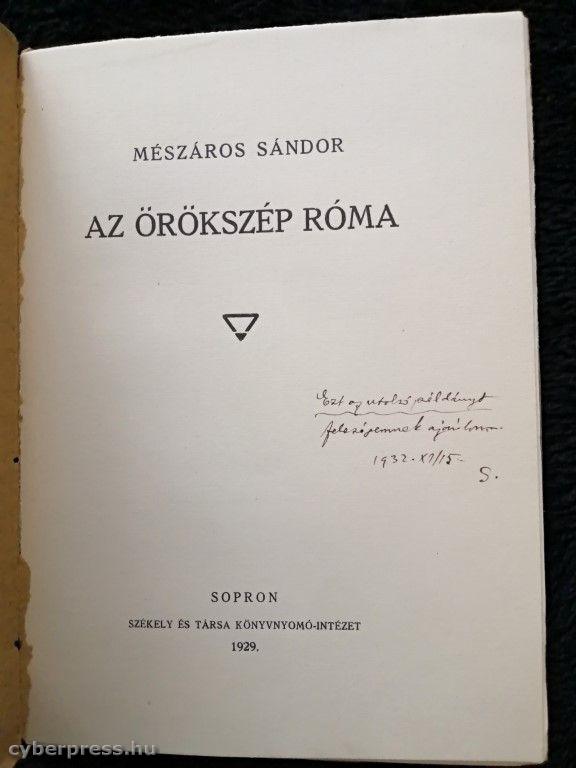 MÉSZÁROS SÁNDOR
AZ ÖRÖKSZÉP RÓMA
Ezt az utolsó példányt
feleségemnek ajánlom.
1932. XI/15.
S.
SOPRON
SZÉKELY ÉS TÁRSA KÖNYVNYOMÓ-INTÉZET
1929.
cyberpress.hu